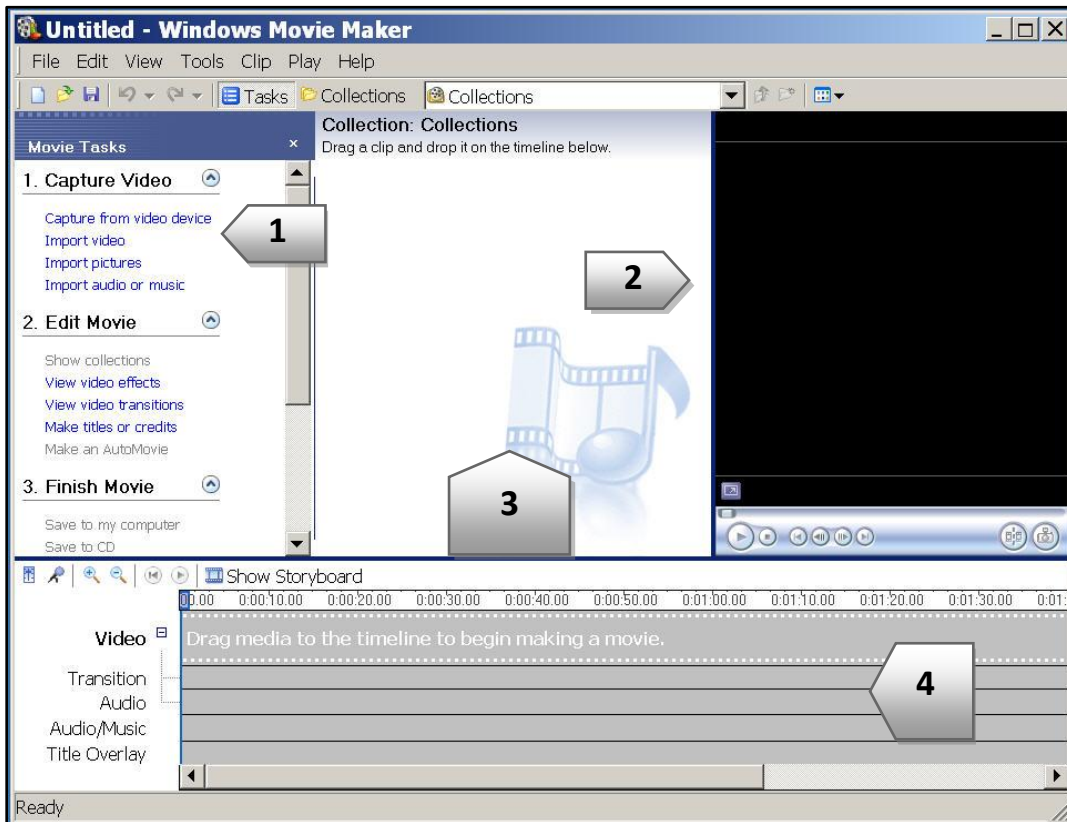 Untitled - Windows Movie Maker
File Edit View Tools Clip Play Help
Tasks Collections Collections
Movie Tasks
Collection: Collections
Drag a clip and drop it on the timeline below.
1. Capture Video
Capture from video device
Import video
Import pictures
Import audio or music
1
2
2. Edit Movie
Show collections
View video effects
View video transitions
Make titles or credits
Make an AutoMovie
3
3. Finish Movie
Save to my computer
Save to CD
Show Storyboard
00.00 0:00:10.00 0:00:20.00 0:00:30.00 0:00:40.00 0:00:50.00 0:01:00.00 0:01:10.00 0:01:20.00 0:01:30.00 0:01:
Video Drag media to the timeline to begin making a movie.
Transition
Audio
4
Audio/Music
Title Overlay
Ready